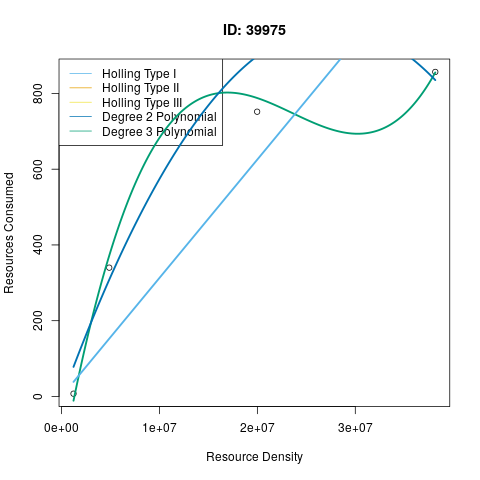 ID: 39975
Holling Type I
Holling Type II
Holling Type III
Degree 2 Polynomial
Degree 3 Polynomial
Resources Consumed
800
600
400
200
0
0e+00 1e+07 2e+07 3e+07
Resource Density